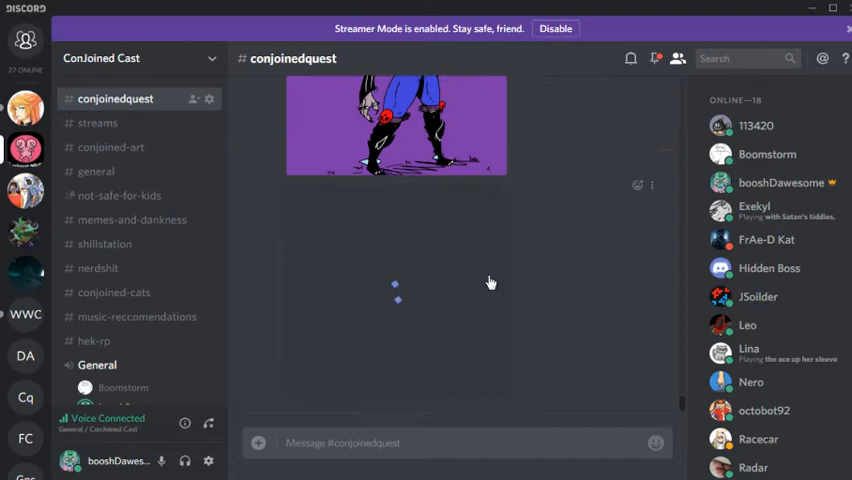 DISCORD
Streamer Mode is enabled. Stay safe, friend. Disable
27 ONLINE
ConJoined Cast
# conjoinedquest
Search
@ ?
# conjoinedquest
# streams
# conjoined-art
# general
not-safe-for-kids
# memes-and-dankness
# shillstation
# nerdshit
# conjoined-cats
# music-reccomendations
# hek-rp
General
Boomstorm
Voice Connected
General / ConJoined Cast
booshDawes...
WWC
DA
Cq
FC
Message #conjoinedquest
ONLINE—18
113420
Boomstorm
booshDawesome
Exekyl
Playing with Satan's tiddies.
FrAe-D Kat
Hidden Boss
JSoilder
Leo
Lina
Playing the ace up her sleeve
Nero
octobot92
Racecar
Radar